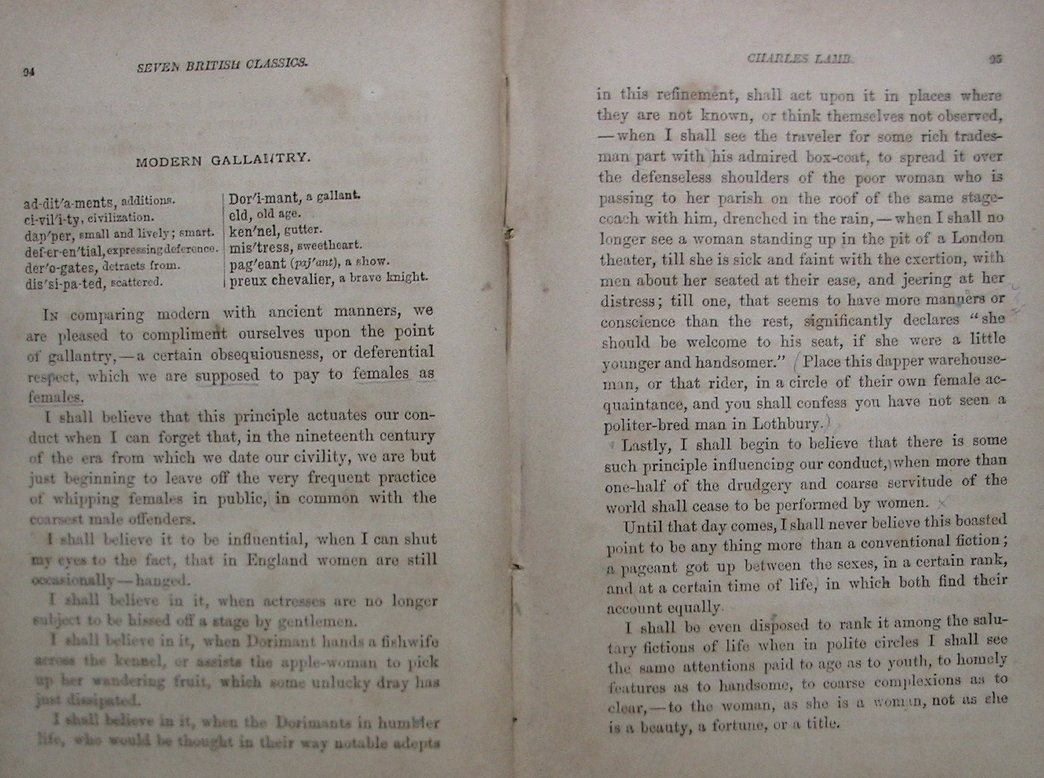 94
SEVEN BRITISH CLASSICS.
MODERN GALLANTRY.
ad-dit'a-ments, additions.
ci-vil'i-ty, civilization.
dap'per, small and lively; smart.
def-er-en'tial, expressing deference.
der'o-gates, detracts from.
dis'si-pa-ted, scattered.
Dor'i-mant, a gallant.
eld, old age.
ken'nel, gutter.
mis'tress, sweetheart.
pag'eant (paj'ant), a show.
preux chevalier, a brave knight.
IN comparing modern with ancient manners, we
are pleased to compliment ourselves upon the point
of gallantry,—a certain obsequiousness, or deferential
respect, which we are supposed to pay to females as
females.
I shall believe that this principle actuates our con-
duct when I can forget that, in the nineteenth century
of the era from which we date our civility, we are but
just beginning to leave off the very frequent practice
of whipping females in public, in common with the
coarsest male offenders.
I shall believe it to be influential, when I can shut
my eyes to the fact, that in England women are still
occasionally—hanged.
I shall believe in it, when actresses are no longer
subject to be hissed off a stage by gentlemen.
I shall believe in it, when Dorimant hands a fishwife
across the kennel, or assists the apple-woman to pick
up her wandering fruit, which some unlucky dray has
just dissipated.
I shall believe in it, when the Dorimants in humbler
life, who would be thought in their way notable adepts
CHARLES LAMB.
95
in this refinement, shall act upon it in places where
they are not known, or think themselves not observed,
—when I shall see the traveler for some rich trades-
man part with his admired box-coat, to spread it over
the defenseless shoulders of the poor woman who is
passing to her parish on the roof of the same stage-
coach with him, drenched in the rain,—when I shall no
longer see a woman standing up in the pit of a London
theater, till she is sick and faint with the exertion, with
men about her seated at their ease, and jeering at her
distress; till one, that seems to have more manners or
conscience than the rest, significantly declares "she
should be welcome to his seat, if she were a little
younger and handsomer." Place this dapper warehouse-
man, or that rider, in a circle of their own female ac-
quaintance, and you shall confess you have not seen a
politer-bred man in Lothbury.
Lastly, I shall begin to believe that there is some
such principle influencing our conduct, when more than
one-half of the drudgery and coarse servitude of the
world shall cease to be performed by women.
Until that day comes, I shall never believe this boasted
point to be any thing more than a conventional fiction;
a pageant got up between the sexes, in a certain rank,
and at a certain time of life, in which both find their
account equally.
I shall be even disposed to rank it among the salu-
tary fictions of life when in polite circles I shall see
the same attentions paid to age as to youth, to homely
features as to handsome, to coarse complexions as to
clear,—to the woman, as she is a woman, not as she
is a beauty, a fortune, or a title.